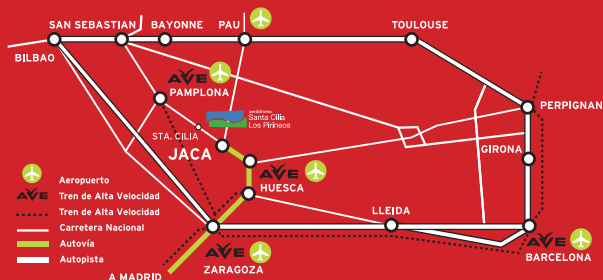 SAN SEBASTIAN
BAYONNE
PAU
TOULOUSE
BILBAO
AVE
PAMPLONA
PERPIGNAN
aeródromo
Santa Cilia
Los Pirineos
STA. CILIA
JACA
GIRONA
AVE
HUESCA
Aeropuerto
AVE Tren de Alta Velocidad
Tren de Alta Velocidad
Carretera Nacional
Autovía
Autopista
LLEIDA
AVE
ZARAGOZA
AVE
BARCELONA
A MADRID